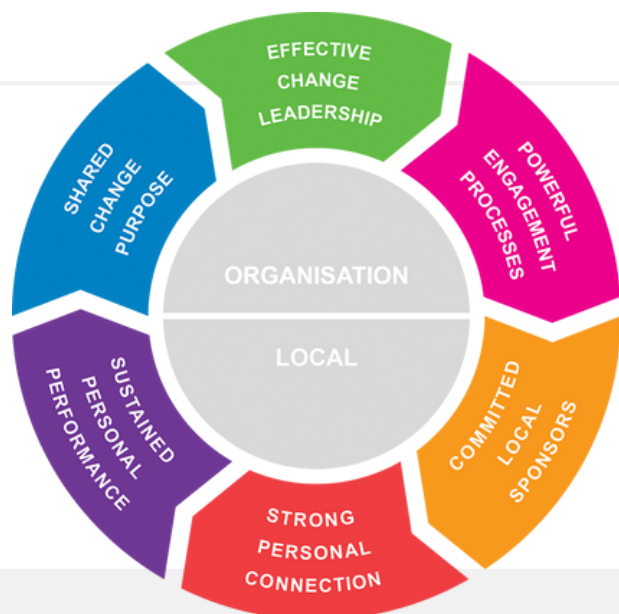 EFFECTIVE
CHANGE
LEADERSHIP
POWERFUL
ENGAGEMENT
PROCESSES
COMMITTED
LOCAL
SPONSORS
STRONG
PERSONAL
CONNECTION
SUSTAINED
PERSONAL
PERFORMANCE
SHARED
CHANGE
PURPOSE
ORGANISATION
LOCAL